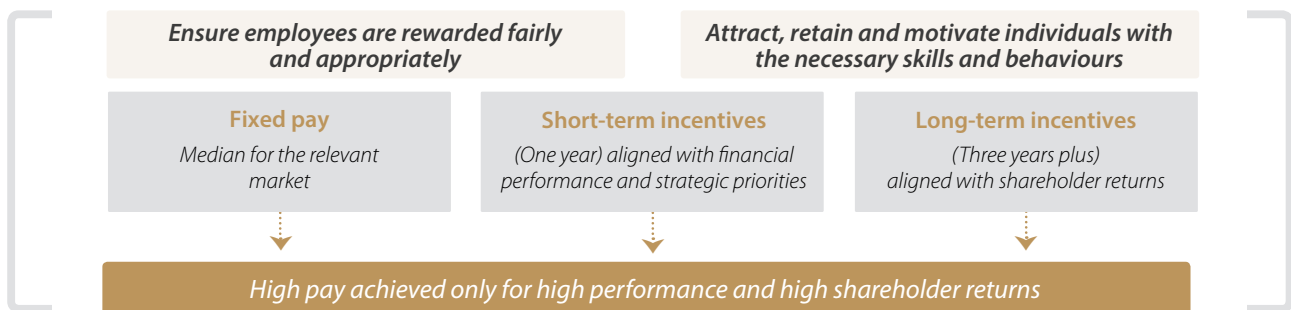 Ensure employees are rewarded fairly
and appropriately
Attract, retain and motivate individuals with
the necessary skills and behaviours
Fixed pay
Median for the relevant
market
Short-term incentives
(One year) aligned with financial
performance and strategic priorities
Long-term incentives
(Three years plus)
aligned with shareholder returns
High pay achieved only for high performance and high shareholder returns